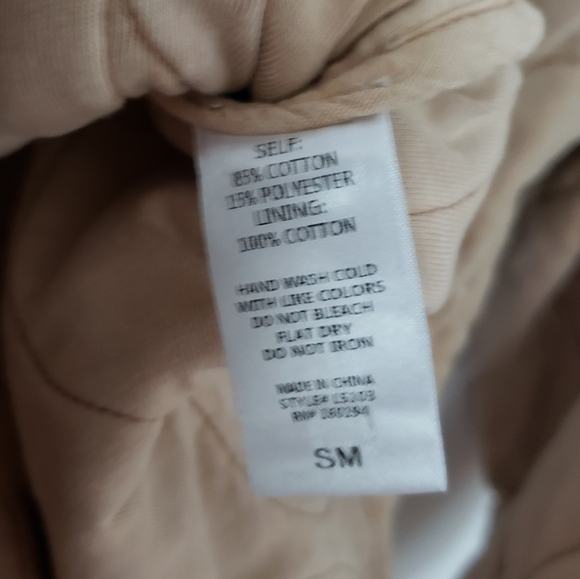 SELF:
85% COTTON
15% POLYESTER
LINING:
100% COTTON
HAND WASH COLD
WITH LIKE COLORS
DO NOT BLEACH
FLAT DRY
DO NOT IRON
MADE IN CHINA
STYLE#
RN#
SM